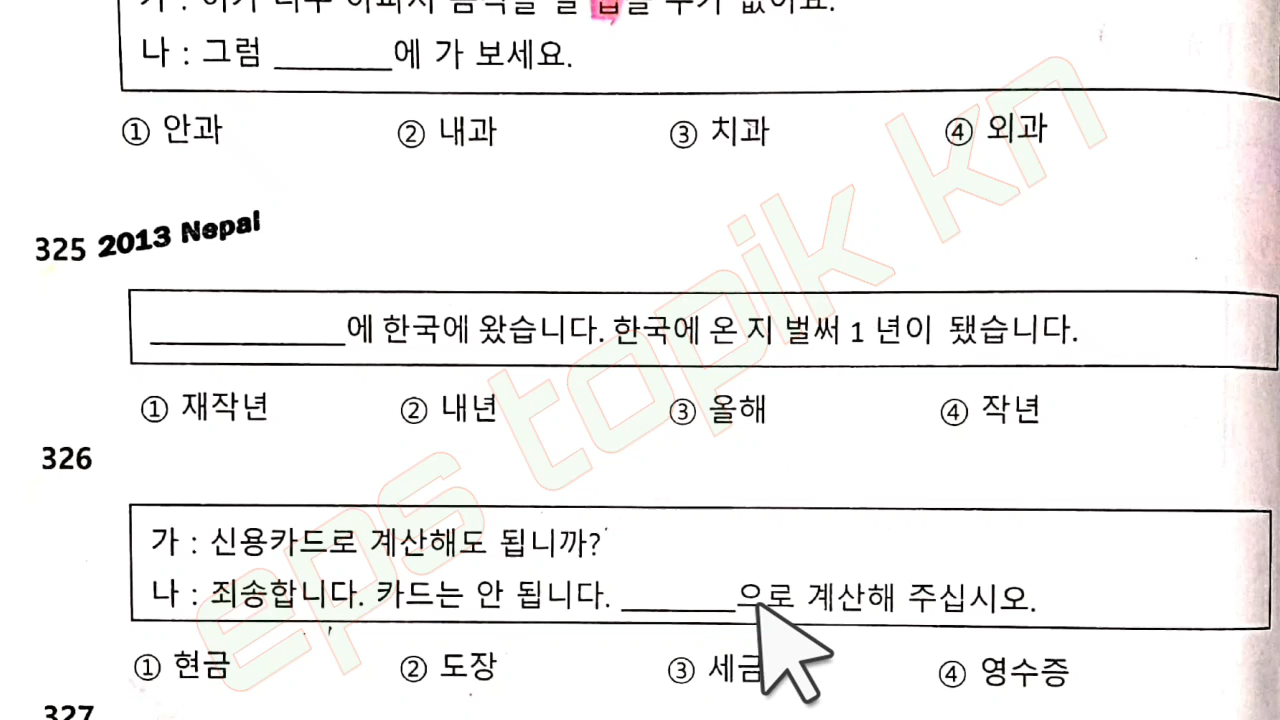 나 : 그럼 ________에 가 보세요.
① 안과 ② 내과 ③ 치과 ④ 외과
325 2013 Nepal
____________에 한국에 왔습니다. 한국에 온 지 벌써 1 년이 됐습니다.
① 재작년 ② 내년 ③ 올해 ④ 작년
326
가 : 신용카드로 계산해도 됩니까?
나 : 죄송합니다. 카드는 안 됩니다. ________으로 계산해 주십시오.
① 현금 ② 도장 ③ 세금 ④ 영수증
327
eps topik kn